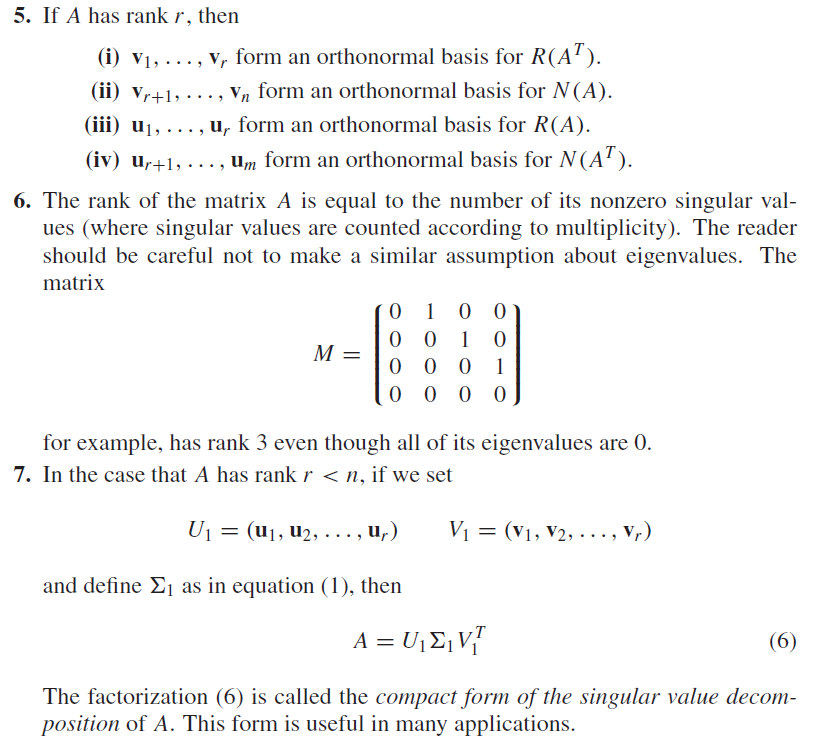 5. If A has rank r, then
(i) v₁, . . . , vᵣ form an orthonormal basis for R(Aᵀ).
(ii) vᵣ₊₁, . . . , vₙ form an orthonormal basis for N(A).
(iii) u₁, . . . , uᵣ form an orthonormal basis for R(A).
(iv) uᵣ₊₁, . . . , uₘ form an orthonormal basis for N(Aᵀ).
6. The rank of the matrix A is equal to the number of its nonzero singular val-
ues (where singular values are counted according to multiplicity). The reader
should be careful not to make a similar assumption about eigenvalues. The
matrix
0 1 0 0
0 0 1 0
M =
0 0 0 1
0 0 0 0
for example, has rank 3 even though all of its eigenvalues are 0.
7. In the case that A has rank r < n, if we set
U₁ = (u₁, u₂, . . . , uᵣ) V₁ = (v₁, v₂, . . . , vᵣ)
and define Σ₁ as in equation (1), then
A = U₁Σ₁V₁ᵀ (6)
The factorization (6) is called the compact form of the singular value decom-
position of A. This form is useful in many applications.